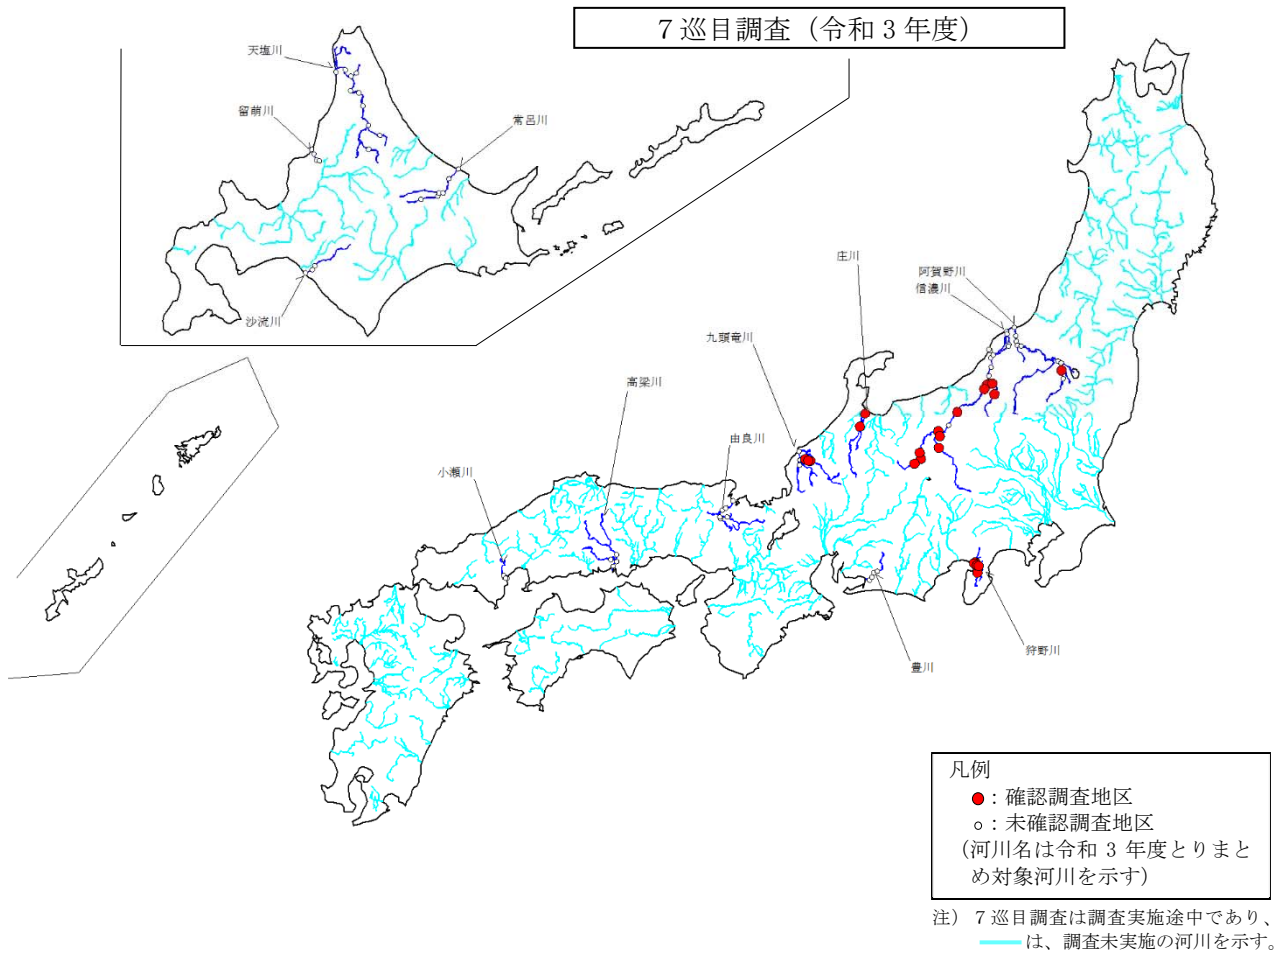 7巡目調査（令和3年度）
天塩川
留萌川
常呂川
沙流川
庄川
阿賀野川
信濃川
九頭竜川
高梁川
由良川
小瀬川
豊川
狩野川
凡例
：確認調査地区
：未確認調査地区
（河川名は令和 3 年度とりまと
め対象河川を示す）
注） 7巡目調査は調査実施途中であり、
は、調査未実施の河川を示す。